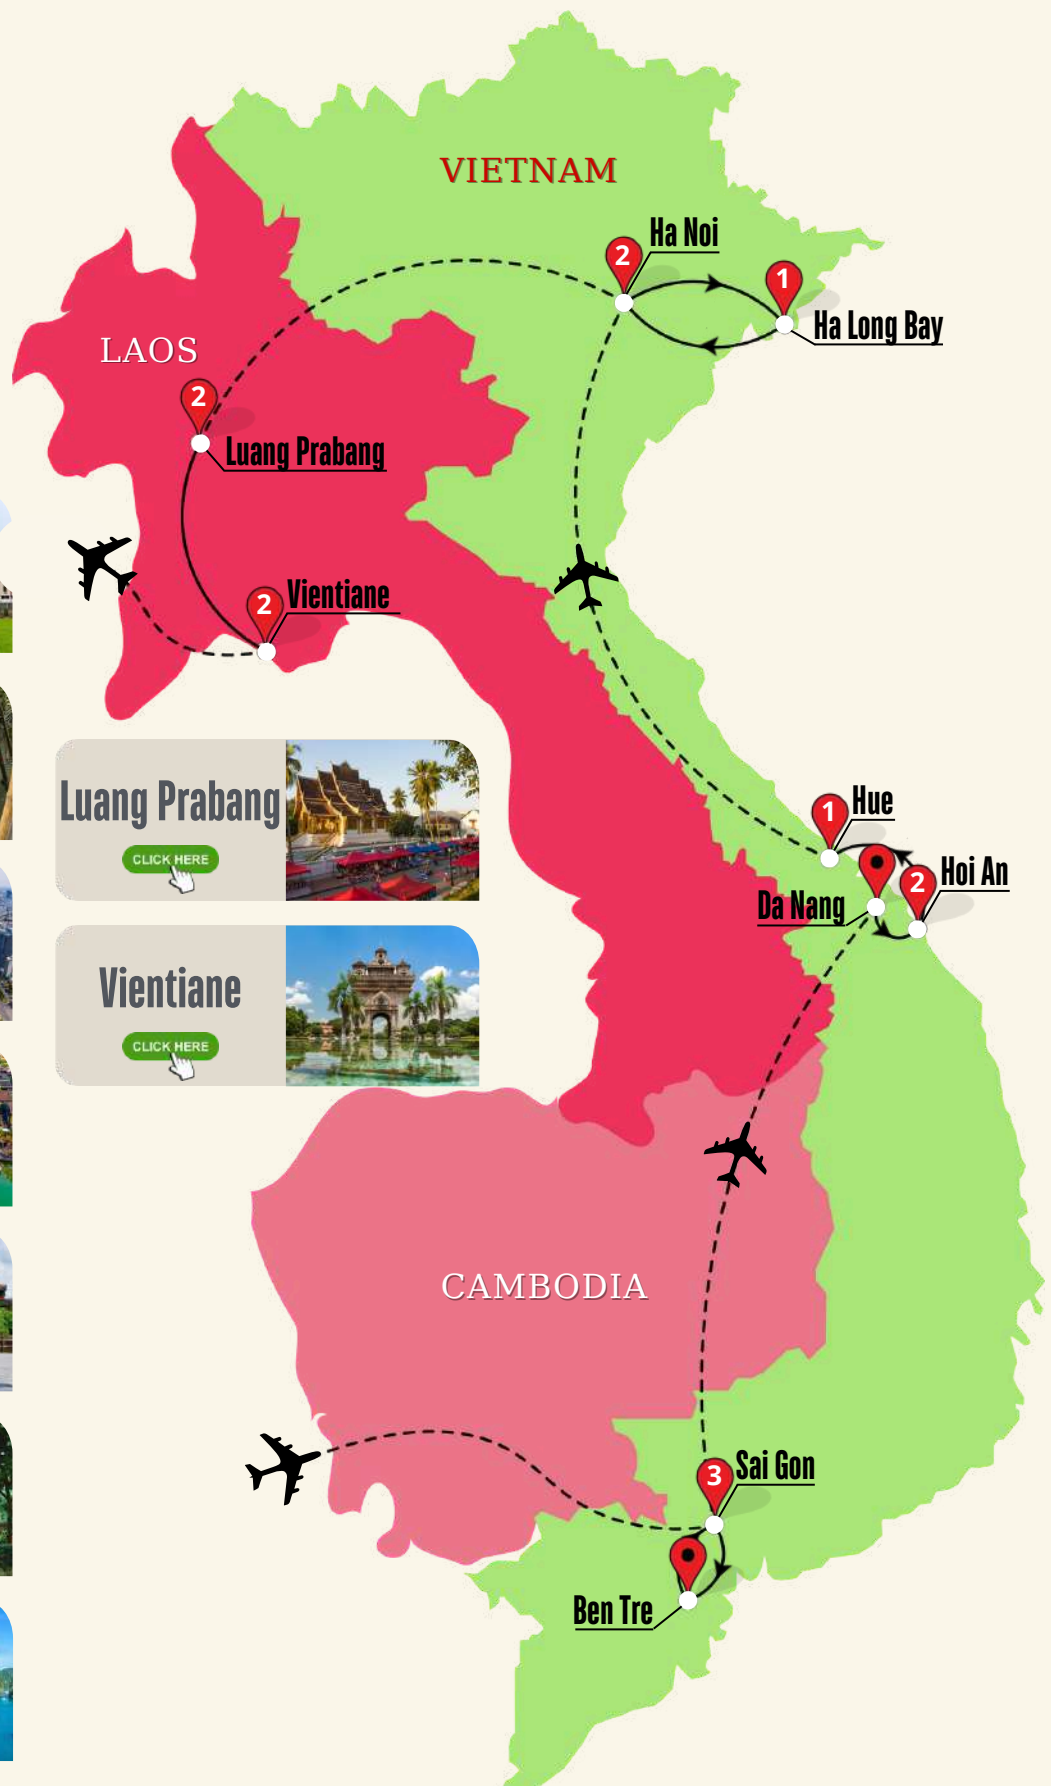 VIETNAM
Ha Noi
2
1
Ha Long Bay
LAOS
2
Luang Prabang
Vientiane
2
Luang Prabang
CLICK HERE
Hue
1
Hoi An
2
Da Nang
Vientiane
CLICK HERE
CAMBODIA
Sai Gon
3
Ben Tre